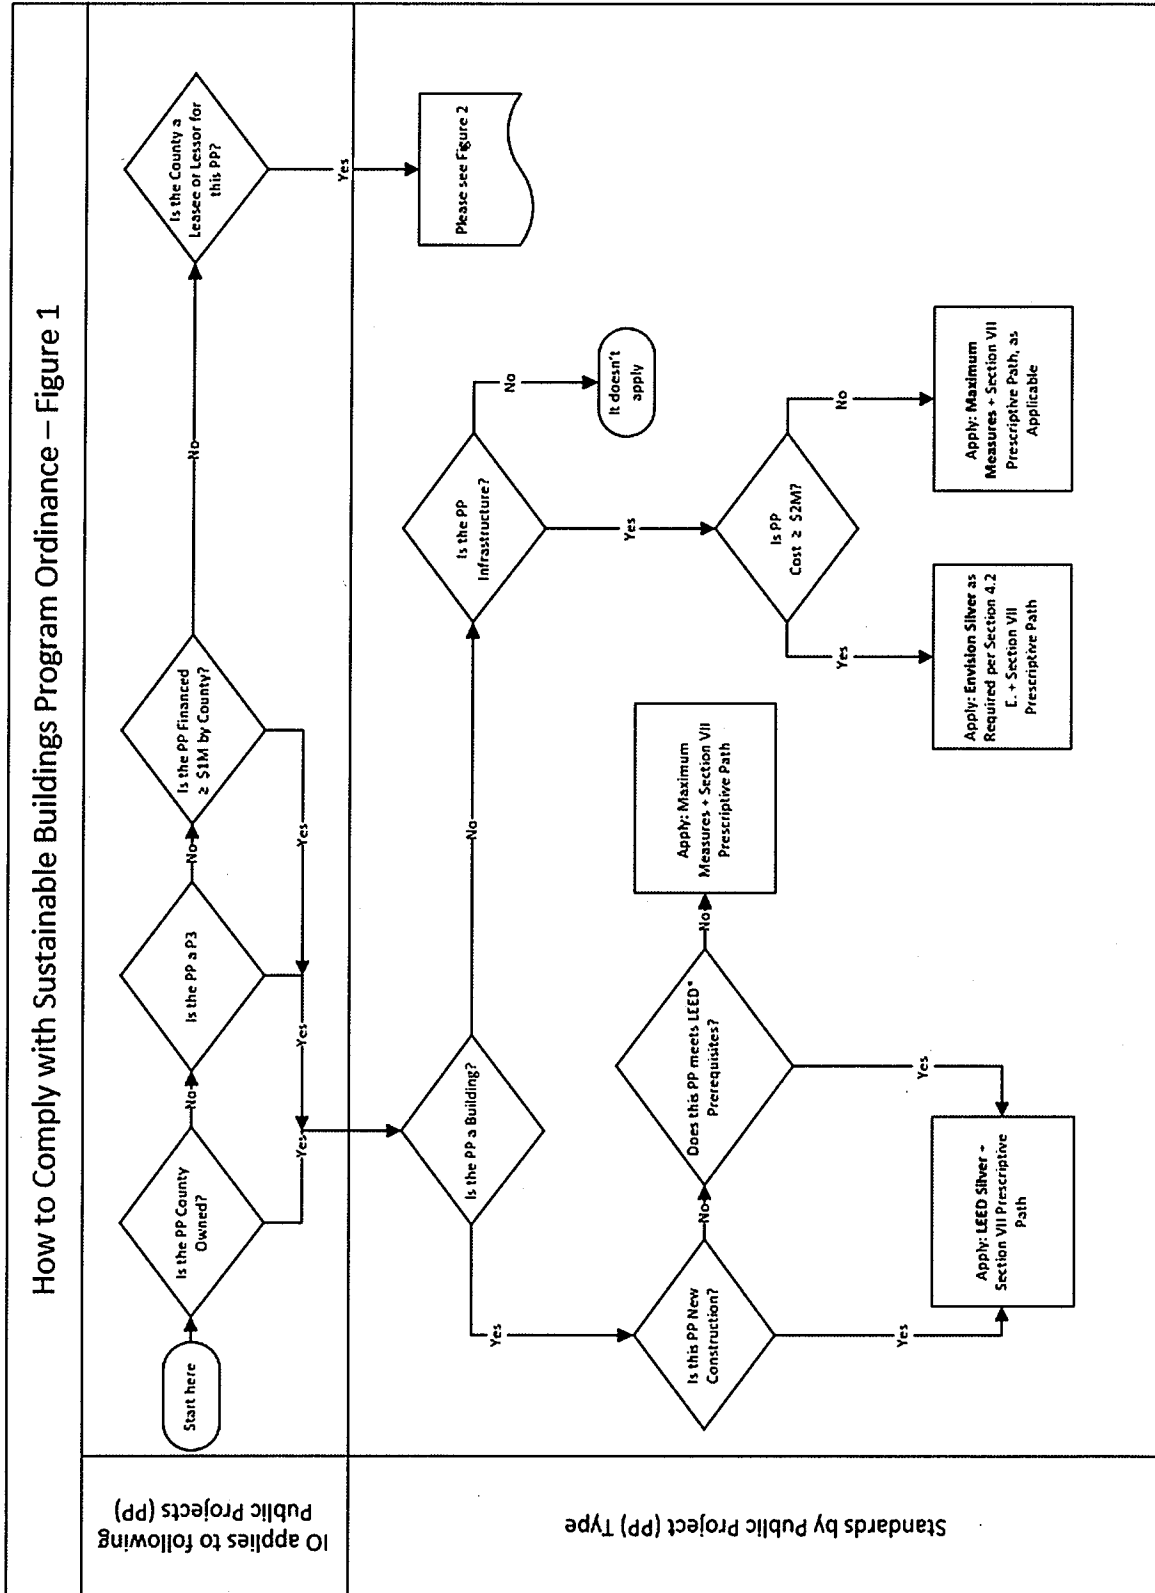 How to Comply with Sustainable Buildings Program Ordinance – Figure 1
IO applies to following
Public Projects (PP)
Start here
Is the PP County
Owned?
No
Yes
Is the PP a P3
No
Yes
Is the PP Financed
≥ $1M by County?
Yes
No
Is the County a
Leasee or Lessor for
this PP?
Yes
Please see Figure 2
Standards by Public Project (PP) Type
Is the PP a Building?
Yes
No
Is this PP New
Construction?
No
Yes
Does this PP meets LEED*
Prerequisites?
No
Yes
Apply: Maximum
Measures + Section VII
Prescriptive Path
Apply: LEED Silver +
Section VII Prescriptive
Path
Is the PP
Infrastructure?
No
It doesn't
apply
Yes
Is PP
Cost ≥ $2M?
Yes
No
Apply: Envision Silver as
Required per Section 4.2
E. + Section VII
Prescriptive Path
Apply: Maximum
Measures + Section VII
Prescriptive Path, as
Applicable